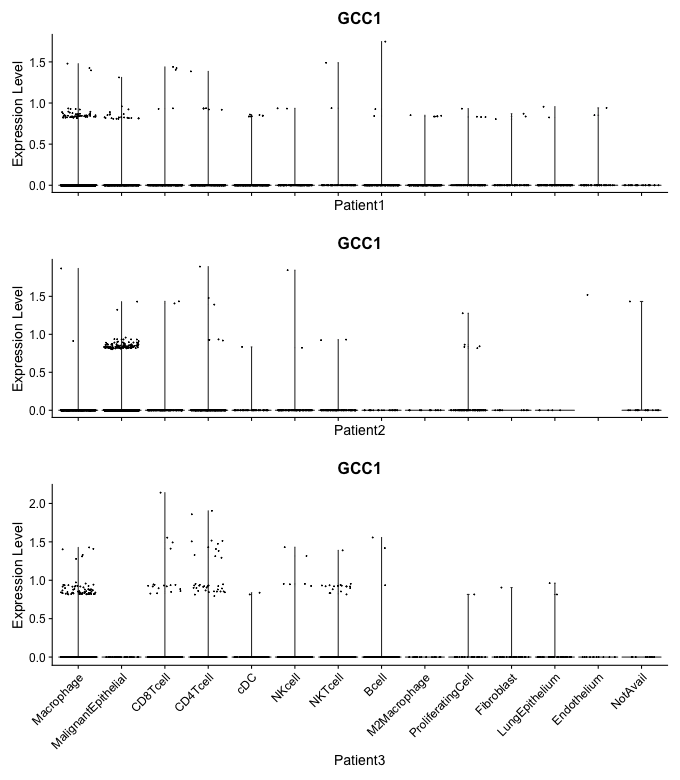 GCC1
Expression Level
1.5
1.0
0.5
0.0
Patient1
GCC1
Expression Level
1.5
1.0
0.5
0.0
Patient2
GCC1
Expression Level
2.0
1.5
1.0
0.5
0.0
Macrophage
MalignantEpithelial
CD8Tcell
CD4Tcell
cDC
NKcell
NKTcell
Bcell
M2Macrophage
ProliferatingCell
Fibroblast
LungEpithelium
Endothelium
NotAvail
Patient3